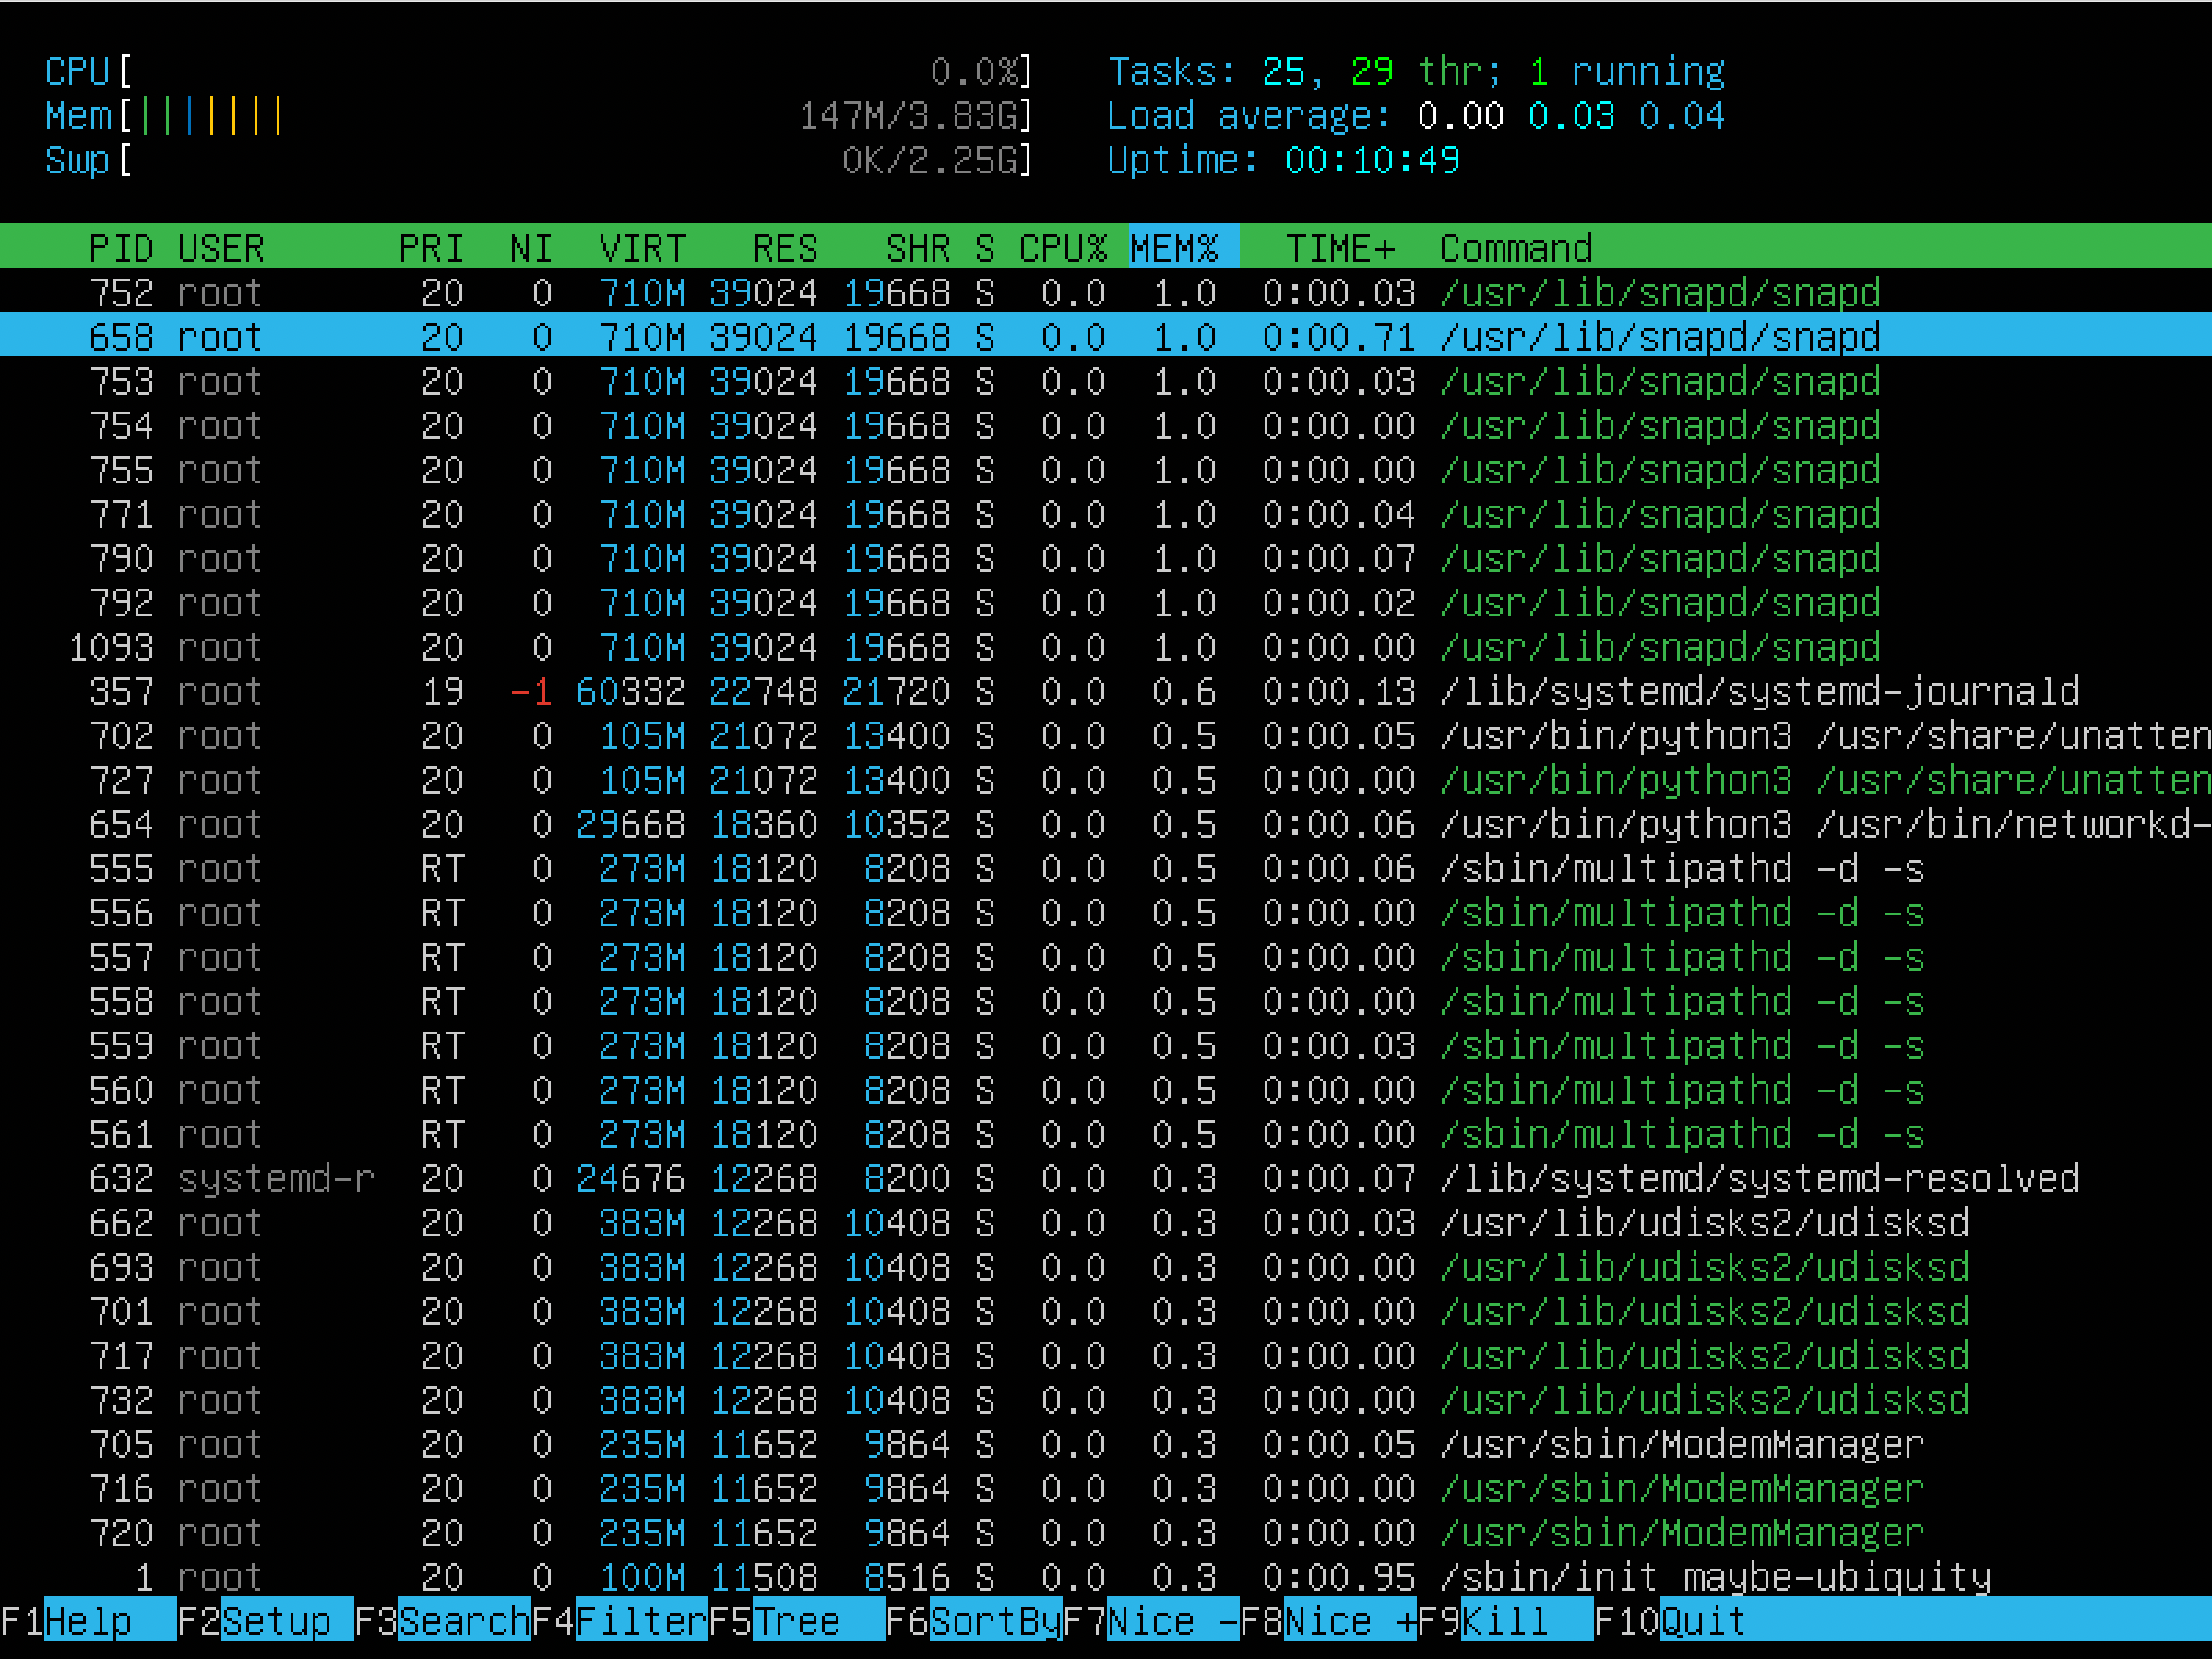 CPU[ 0.0%] Tasks: 25, 29 thr; 1 running
Mem[||||||| 147M/3.83G] Load average: 0.00 0.03 0.04
Swp[ 0K/2.25G] Uptime: 00:10:49
PID USER PRI NI VIRT RES SHR S CPU% MEM% TIME+ Command
752 root 20 0 710M 39024 19668 S 0.0 1.0 0:00.03 /usr/lib/snapd/snapd
658 root 20 0 710M 39024 19668 S 0.0 1.0 0:00.71 /usr/lib/snapd/snapd
753 root 20 0 710M 39024 19668 S 0.0 1.0 0:00.03 /usr/lib/snapd/snapd
754 root 20 0 710M 39024 19668 S 0.0 1.0 0:00.00 /usr/lib/snapd/snapd
755 root 20 0 710M 39024 19668 S 0.0 1.0 0:00.00 /usr/lib/snapd/snapd
771 root 20 0 710M 39024 19668 S 0.0 1.0 0:00.04 /usr/lib/snapd/snapd
790 root 20 0 710M 39024 19668 S 0.0 1.0 0:00.07 /usr/lib/snapd/snapd
792 root 20 0 710M 39024 19668 S 0.0 1.0 0:00.02 /usr/lib/snapd/snapd
1093 root 20 0 710M 39024 19668 S 0.0 1.0 0:00.00 /usr/lib/snapd/snapd
357 root 19 -1 60332 22748 21720 S 0.0 0.6 0:00.13 /lib/systemd/systemd-journald
702 root 20 0 105M 21072 13400 S 0.0 0.5 0:00.05 /usr/bin/python3 /usr/share/unatten
727 root 20 0 105M 21072 13400 S 0.0 0.5 0:00.00 /usr/bin/python3 /usr/share/unatten
654 root 20 0 29668 18360 10352 S 0.0 0.5 0:00.06 /usr/bin/python3 /usr/bin/networkd-
555 root RT 0 273M 18120 8208 S 0.0 0.5 0:00.06 /sbin/multipathd -d -s
556 root RT 0 273M 18120 8208 S 0.0 0.5 0:00.00 /sbin/multipathd -d -s
557 root RT 0 273M 18120 8208 S 0.0 0.5 0:00.00 /sbin/multipathd -d -s
558 root RT 0 273M 18120 8208 S 0.0 0.5 0:00.00 /sbin/multipathd -d -s
559 root RT 0 273M 18120 8208 S 0.0 0.5 0:00.03 /sbin/multipathd -d -s
560 root RT 0 273M 18120 8208 S 0.0 0.5 0:00.00 /sbin/multipathd -d -s
561 root RT 0 273M 18120 8208 S 0.0 0.5 0:00.00 /sbin/multipathd -d -s
632 systemd-r 20 0 24676 12268 8200 S 0.0 0.3 0:00.07 /lib/systemd/systemd-resolved
662 root 20 0 383M 12268 10408 S 0.0 0.3 0:00.03 /usr/lib/udisks2/udisksd
693 root 20 0 383M 12268 10408 S 0.0 0.3 0:00.00 /usr/lib/udisks2/udisksd
701 root 20 0 383M 12268 10408 S 0.0 0.3 0:00.00 /usr/lib/udisks2/udisksd
717 root 20 0 383M 12268 10408 S 0.0 0.3 0:00.00 /usr/lib/udisks2/udisksd
732 root 20 0 383M 12268 10408 S 0.0 0.3 0:00.00 /usr/lib/udisks2/udisksd
705 root 20 0 235M 11652 9864 S 0.0 0.3 0:00.05 /usr/sbin/ModemManager
716 root 20 0 235M 11652 9864 S 0.0 0.3 0:00.00 /usr/sbin/ModemManager
720 root 20 0 235M 11652 9864 S 0.0 0.3 0:00.00 /usr/sbin/ModemManager
1 root 20 0 100M 11508 8516 S 0.0 0.3 0:00.95 /sbin/init maybe-ubiquity
F1Help F2Setup F3SearchF4FilterF5Tree F6SortByF7Nice -F8Nice +F9Kill F10Quit